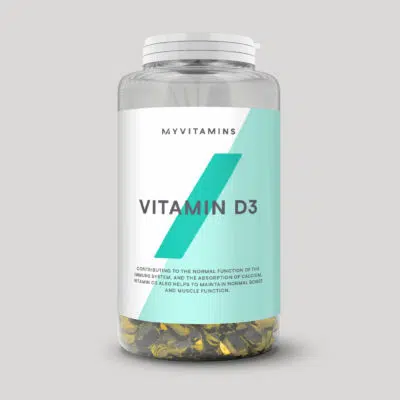 MYVITAMINS
VITAMIN D3
CONTRIBUTING TO THE NORMAL FUNCTION OF THE
IMMUNE SYSTEM, AND THE ABSORPTION OF CALCIUM,
VITAMIN D3 ALSO HELPS TO MAINTAIN NORMAL BONES
AND MUSCLE FUNCTION.